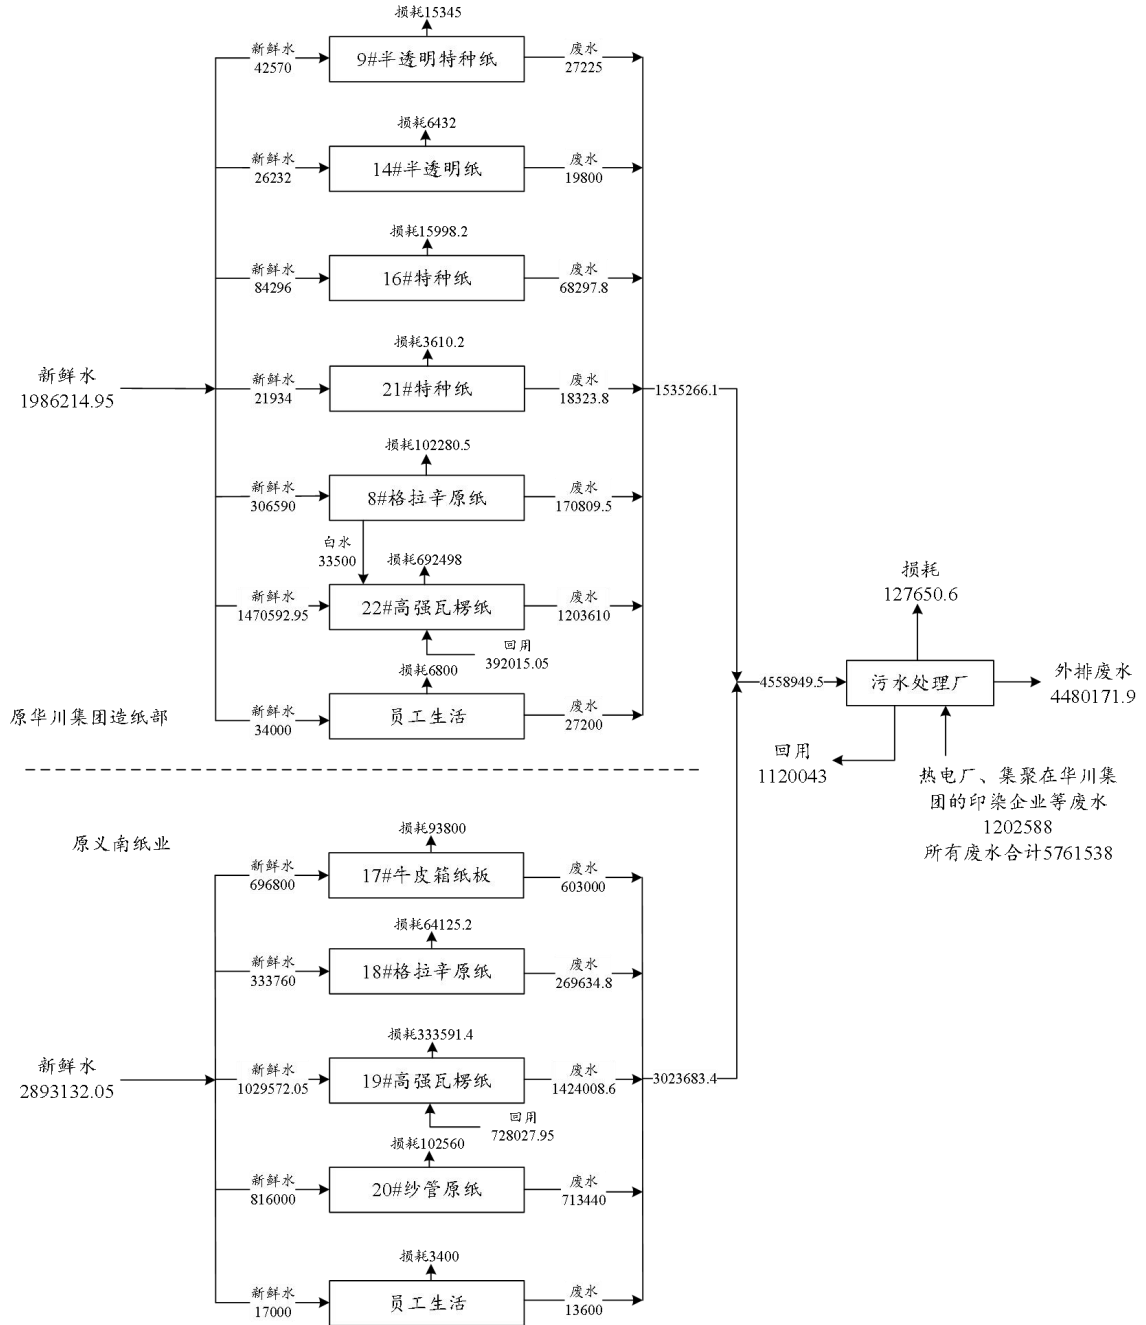 损耗15345
新鲜水
42570
9#半透明特种纸
废水
27225
损耗6432
新鲜水
26232
14#半透明纸
废水
19800
损耗15998.2
新鲜水
84296
16#特种纸
废水
68297.8
损耗3610.2
新鲜水
1986214.95
新鲜水
21934
21#特种纸
废水
18323.8
1535266.1
损耗102280.5
新鲜水
306590
8#格拉辛原纸
废水
170809.5
白水
33500
损耗692498
新鲜水
1470592.95
22#高强瓦楞纸
废水
1203610
回用
392015.05
损耗6800
新鲜水
34000
员工生活
废水
27200
原华川集团造纸部
4558949.5
损耗
127650.6
污水处理厂
外排废水
4480171.9
回用
1120043
热电厂、集聚在华川集
团的印染企业等废水
1202588
所有废水合计5761538
原义南纸业
损耗93800
新鲜水
696800
17#牛皮箱纸板
废水
603000
损耗64125.2
新鲜水
333760
18#格拉辛原纸
废水
269634.8
损耗333591.4
新鲜水
2893132.05
新鲜水
1029572.05
19#高强瓦楞纸
废水
1424008.6
3023683.4
回用
728027.95
损耗102560
新鲜水
816000
20#纱管原纸
废水
713440
损耗3400
新鲜水
17000
员工生活
废水
13600